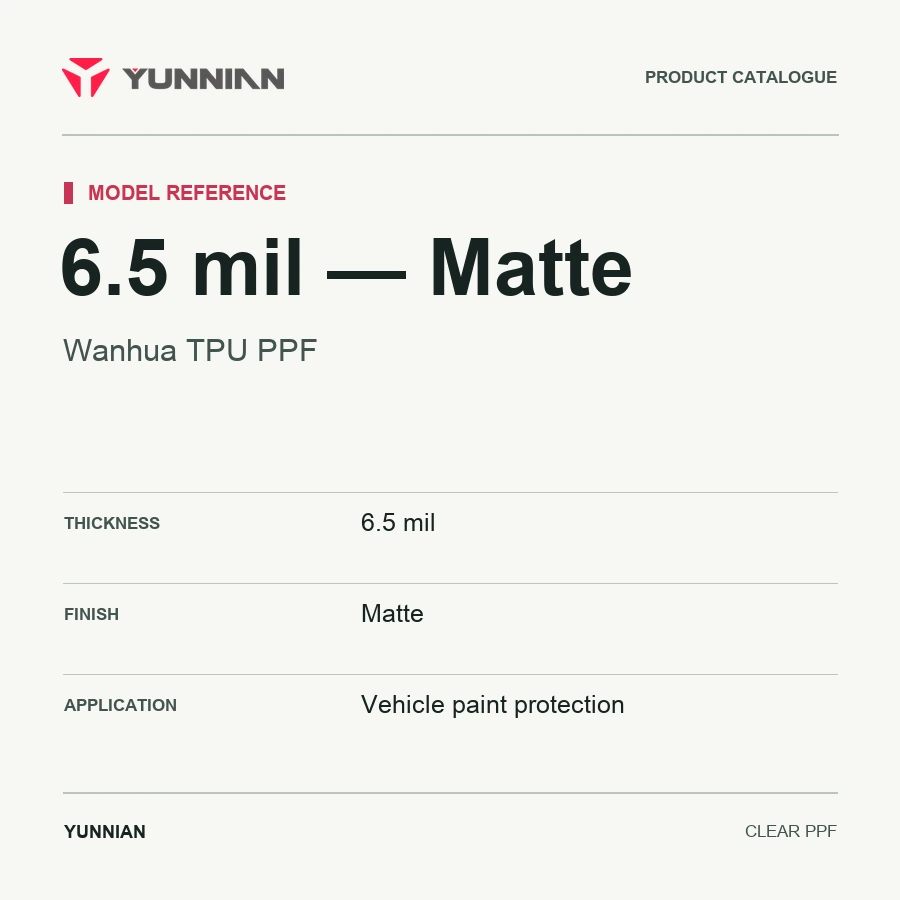 YUNNIAN
PRODUCT CATALOGUE
MODEL REFERENCE
6.5 mil — Matte
Wanhua TPU PPF
THICKNESS 6.5 mil
FINISH Matte
APPLICATION Vehicle paint protection
YUNNIAN
CLEAR PPF